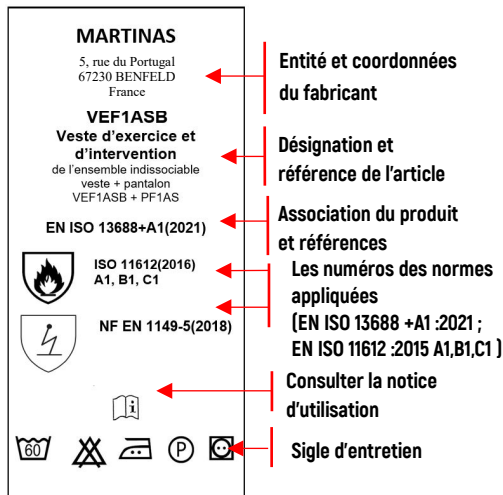 MARTINAS
5, rue du Portugal
67230 BENFELD
France
VEF1ASB
Veste d'exercice et
d'intervention
de l'ensemble indissociable
veste + pantalon
VEF1ASB + PF1AS
EN ISO 13688+A1(2021)
ISO 11612(2016)
A1, B1, C1
NF EN 1149-5(2018)
i
60
P
Entité et coordonnées
du fabricant
Désignation et
référence de l'article
Association du produit
et références
Les numéros des normes
appliquées
(EN ISO 13688 +A1 :2021 ;
EN ISO 11612 :2015 A1,B1,C1 )
Consulter la notice
d'utilisation
Sigle d'entretien